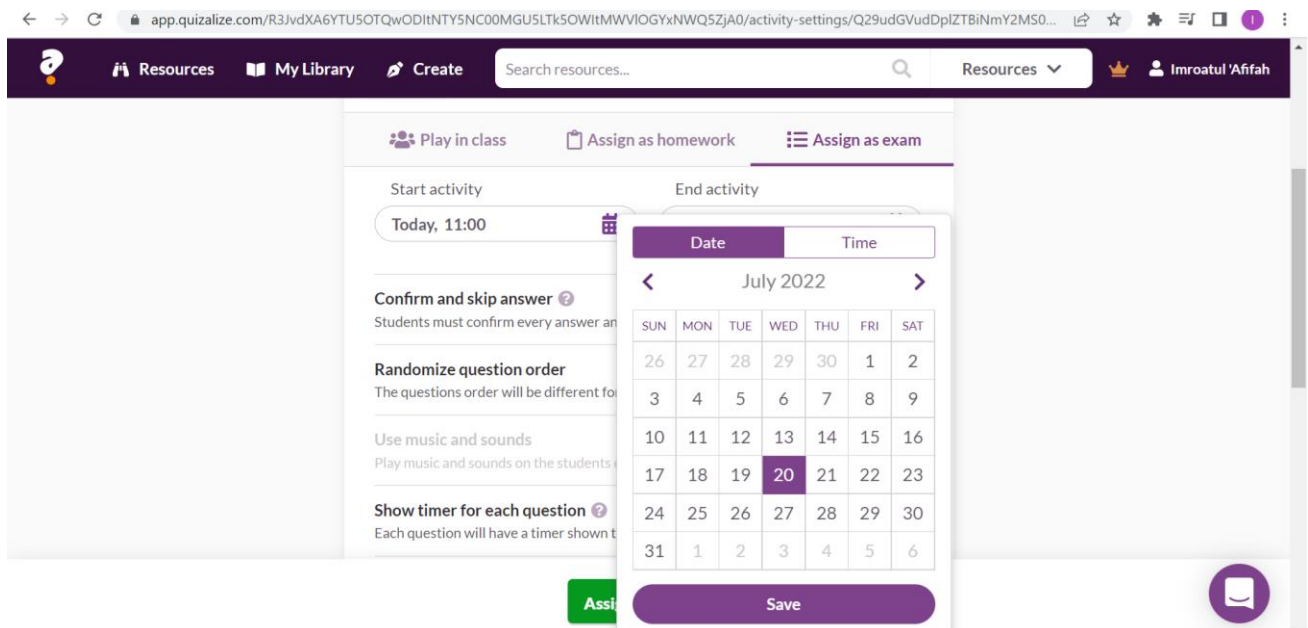 app.quizalize.com/R3JvdXA6YTU5OTQwODItNTY5NC00MGU5LTk5OWItMWVlOGYxNWQ5ZjA0/activity-settings/Q29udGVudDplZTBiNmY2MS0...
Resources My Library Create Search resources... Resources Imroatul 'Afifah
Play in class Assign as homework Assign as exam
Start activity End activity
Today, 11:00
Date Time
July 2022
Confirm and skip answer
Students must confirm every answer an
SUN MON TUE WED THU FRI SAT
26 27 28 29 30 1 2
Randomize question order
The questions order will be different fo
3 4 5 6 7 8 9
Use music and sounds
10 11 12 13 14 15 16
Play music and sounds on the students
17 18 19 20 21 22 23
Show timer for each question
24 25 26 27 28 29 30
Each question will have a timer shown t
31 1 2 3 4 5 6
Assi
Save